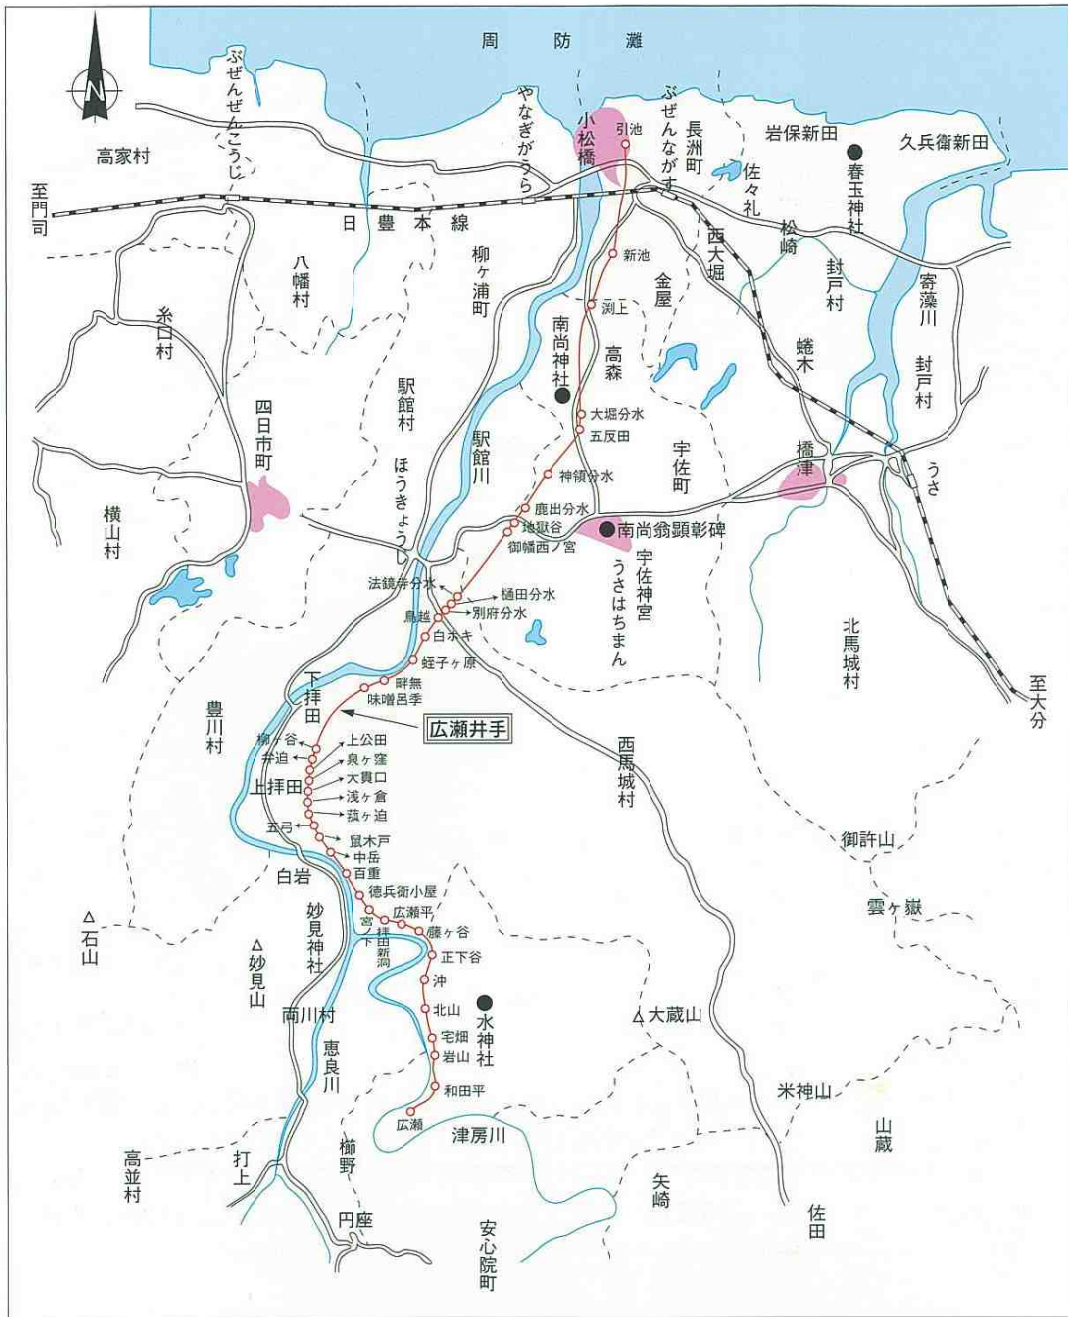 周防灘
N
ぶぜんぜんこうじ
高家村
至門司
日豊本線
やなぎがうら
小松橋
引池
ぶぜんながす
長洲町
佐々礼
岩保新田
久兵衛新田
春玉神社
松崎
西大堀
封戸村
寄藻川
封戸村
八幡村
糸口村
柳ヶ浦町
新池
金屋
渕上
南尚神社
高森
蜷木
四日市町
駅館村
駅館川
大堀分水
五反田
宇佐町
橋津
うさ
横山村
ほうきょうじ
神領分水
鹿出分水
地獄谷
御幡西ノ宮
南尚翁顕彰碑
宇佐神宮
うさはちまん
法鏡寺分水
樋田分水
別府分水
鳥越
白ホキ
蛭子ヶ原
畔無
味噌呂季
北馬城村
至大分
豊川村
下拝田
広瀬井手
西馬城村
柳ヶ谷
弁迫
上公田
泉ヶ窪
大貫口
上拝田
浅ヶ倉
菰ヶ迫
五弓
鼠木戸
中岳
百重
白岩
徳兵衛小屋
広瀬平
宮ノ下
拝田新洞
藤ヶ谷
正下谷
沖
北山
宅畑
岩山
和田平
広瀬
水神社
御許山
雲ヶ嶽
石山
妙見山
妙見神社
両川村
恵良川
大蔵山
米神山
山蔵
津房川
櫛野
高並村
打上
円座
安心院町
矢崎
佐田